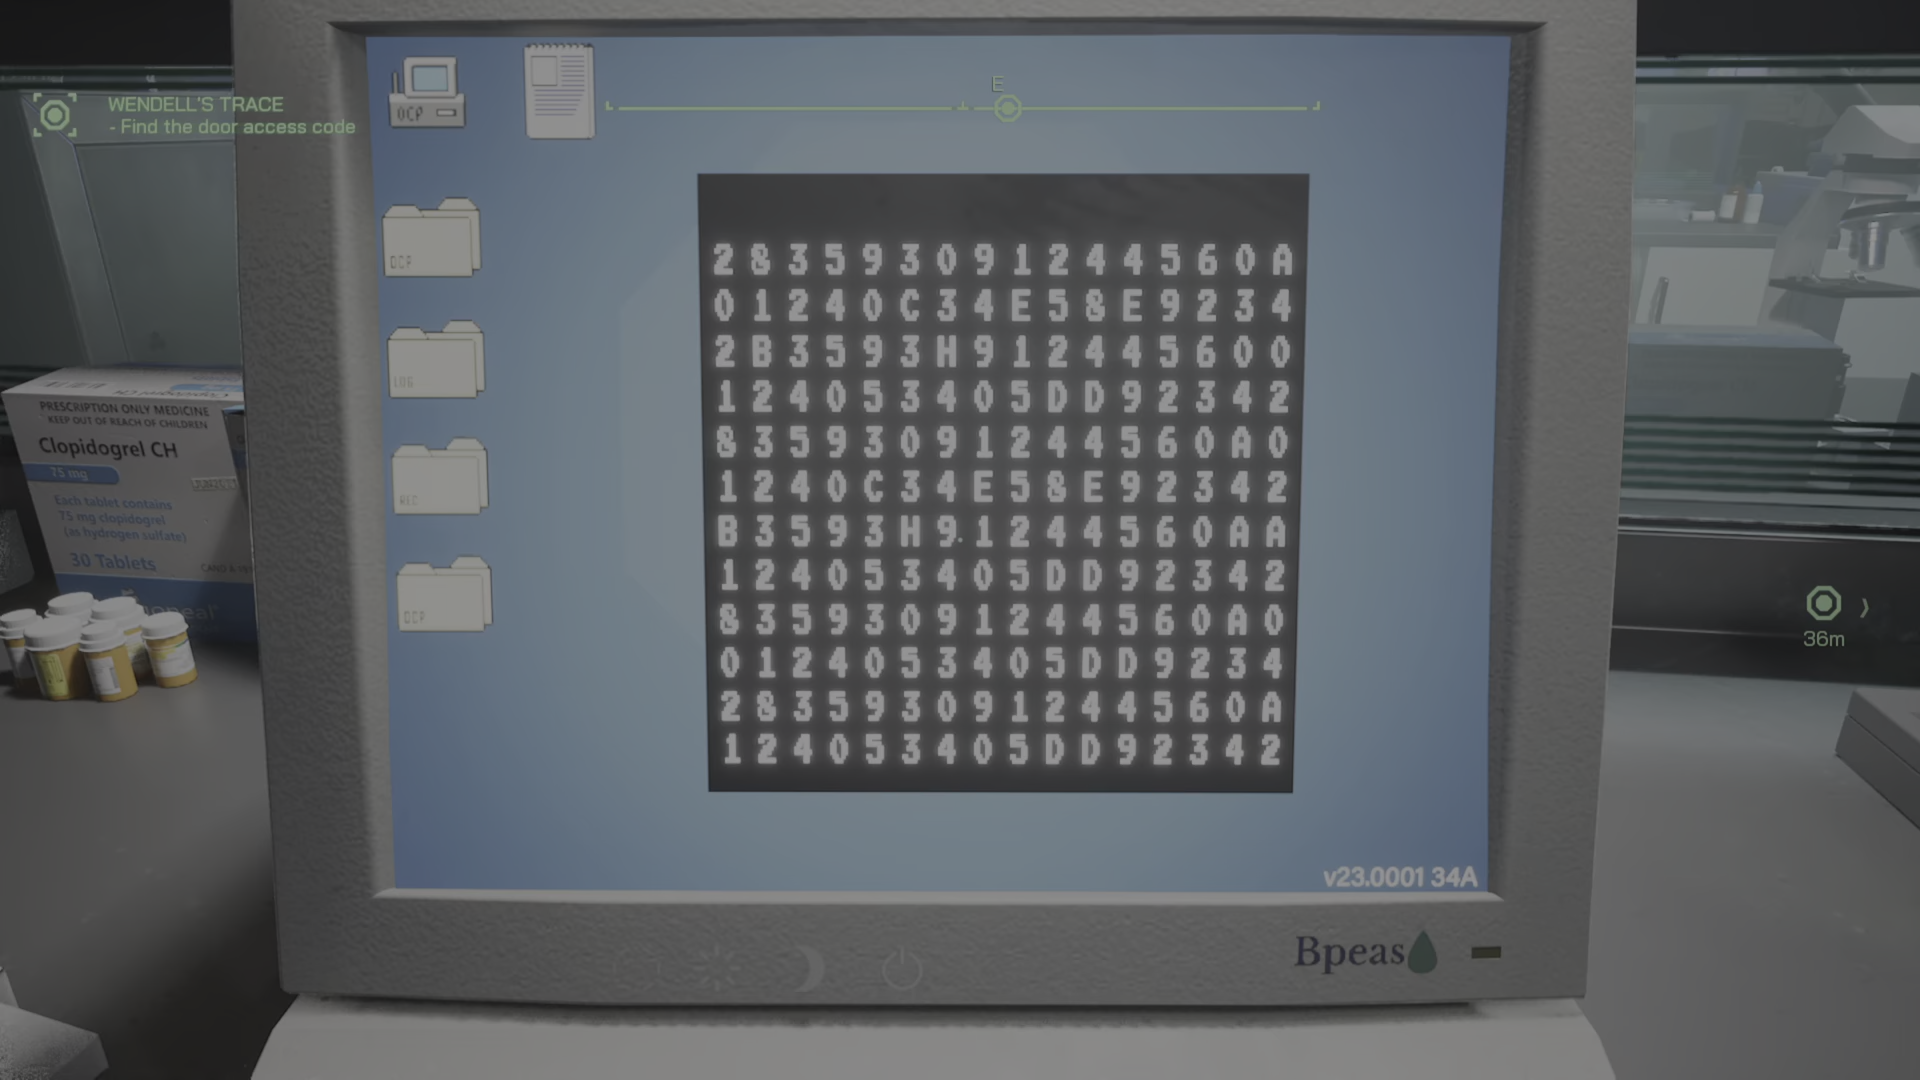 WENDELL'S TRACE
- Find the door access code
E
OCP
OCP
LOG
REC
OCP
2 & 3 5 9 3 0 9 1 2 4 4 5 6 0 A
0 1 2 4 0 C 3 4 E 5 & E 9 2 3 4
2 B 3 5 9 3 H 9 1 2 4 4 5 6 0 0
1 2 4 0 5 3 4 0 5 D D 9 2 3 4 2
& 3 5 9 3 0 9 1 2 4 4 5 6 0 A 0
1 2 4 0 C 3 4 E 5 & E 9 2 3 4 2
B 3 5 9 3 H 9 1 2 4 4 5 6 0 A A
1 2 4 0 5 3 4 0 5 D D 9 2 3 4 2
& 3 5 9 3 0 9 1 2 4 4 5 6 0 A 0
0 1 2 4 0 5 3 4 0 5 D D 9 2 3 4
2 & 3 5 9 3 0 9 1 2 4 4 5 6 0 A
1 2 4 0 5 3 4 0 5 D D 9 2 3 4 2
v23.0001 34A
Bpeas
36m
PRESCRIPTION ONLY MEDICINE
KEEP OUT OF REACH OF CHILDREN
Clopidogrel CH
75 mg
Each tablet contains
75 mg clopidogrel
(as hydrogen sulfate)
30 Tablets